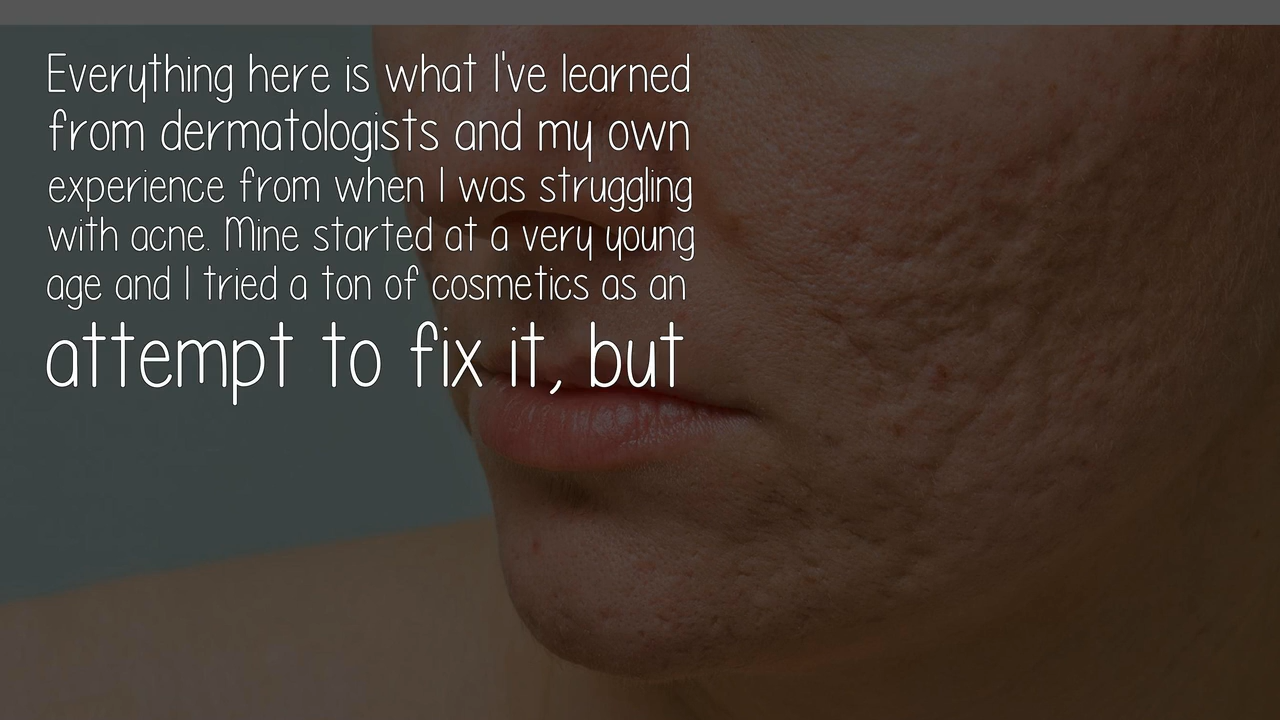 Everything here is what I've learned
from dermatologists and my own
experience from when I was struggling
with acne. Mine started at a very young
age and I tried a ton of cosmetics as an
attempt to fix it, but